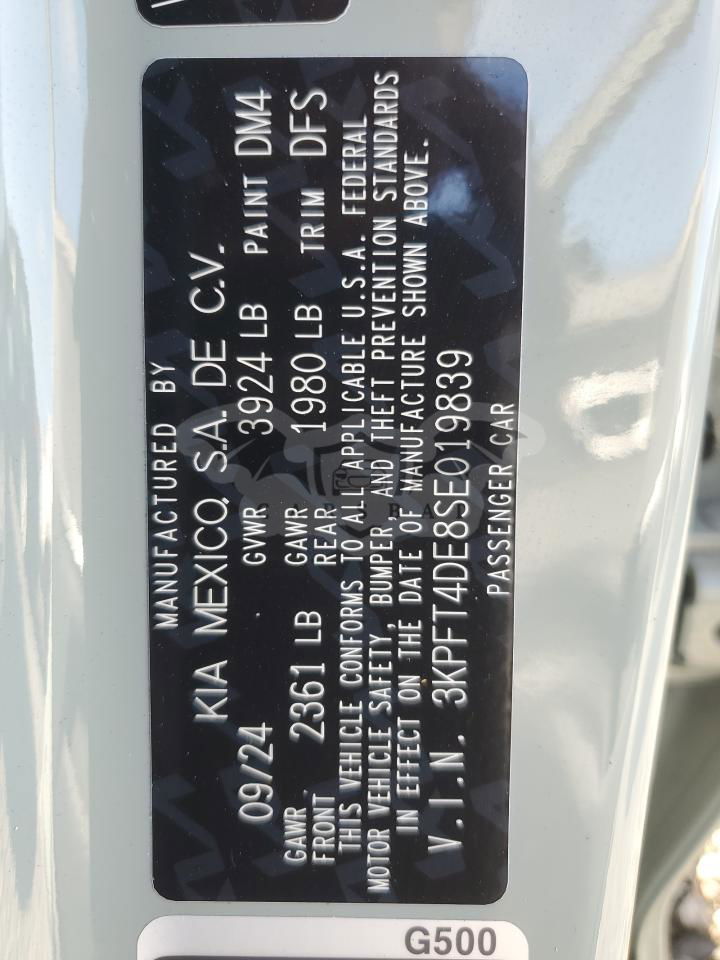 MANUFACTURED BY
KIA MEXICO, S.A. DE C.V.
09/24 GVWR 3924 LB PAINT DM4
GAWR FRONT 2361 LB GAWR REAR 1980 LB TRIM DFS
THIS VEHICLE CONFORMS TO ALL APPLICABLE U.S.A. FEDERAL
MOTOR VEHICLE SAFETY, BUMPER, AND THEFT PREVENTION STANDARDS
IN EFFECT ON THE DATE OF MANUFACTURE SHOWN ABOVE.
V.I.N. 3KPFT4DE8SE019839
PASSENGER CAR
G500